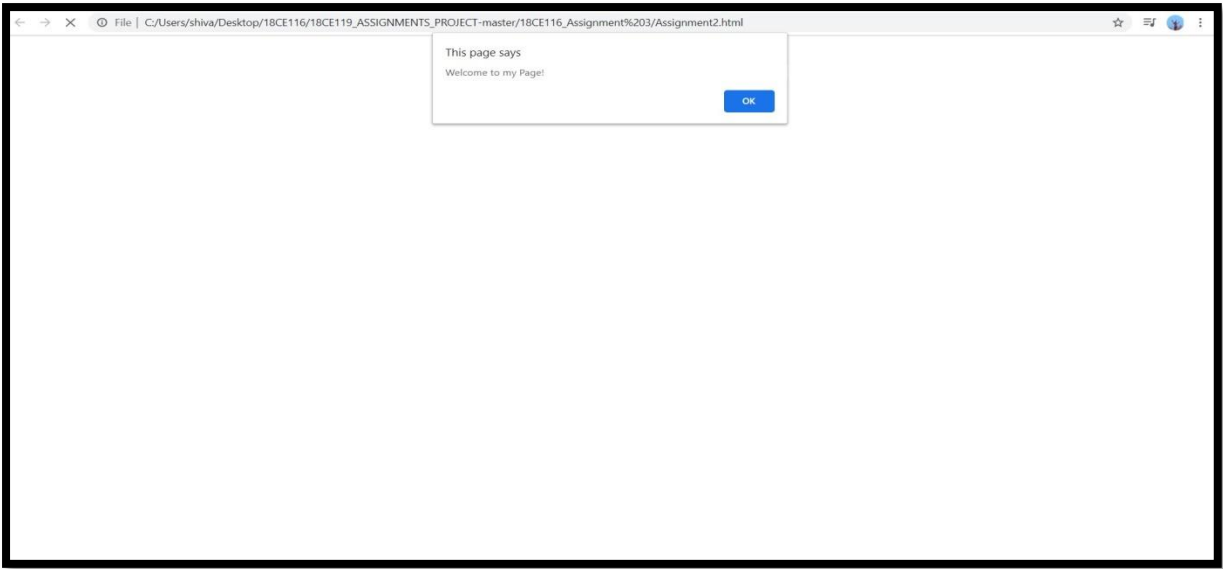 File | C:/Users/shiva/Desktop/18CE116/18CE119_ASSIGNMENTS_PROJECT-master/18CE116_Assignment%203/Assignment2.html
This page says
Welcome to my Page!
OK